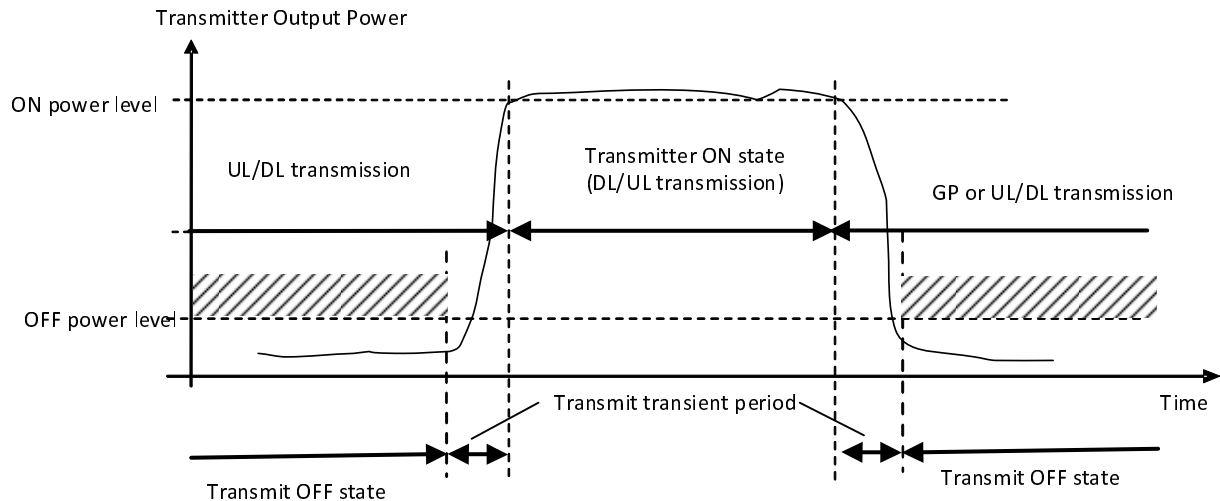 Transmitter Output Power
ON power level
UL/DL transmission
Transmitter ON state
(DL/UL transmission)
GP or UL/DL transmission
OFF power level
Transmit transient period
Time
Transmit OFF state
Transmit OFF state